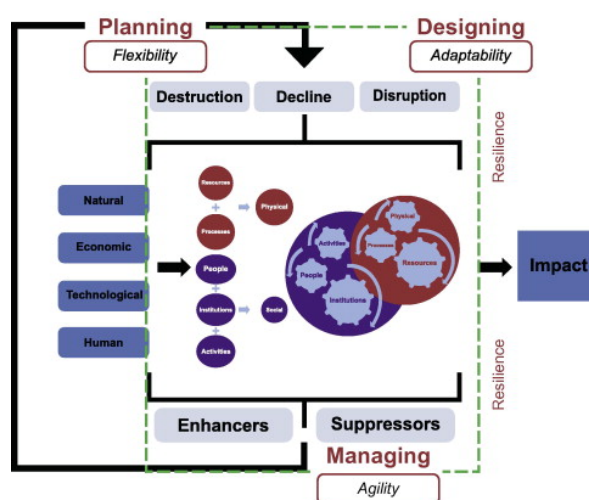 Planning
Designing
Flexibility
Adaptability
Destruction
Decline
Disruption
Resilience
Natural
Economic
Technological
Human
Resources
+
Processes
Physical
People
+
Institutions
Social
+
Activities
Activities
People
Institutions
Physical
Processes
Resources
Impact
Resilience
Enhancers
Suppressors
Managing
Agility